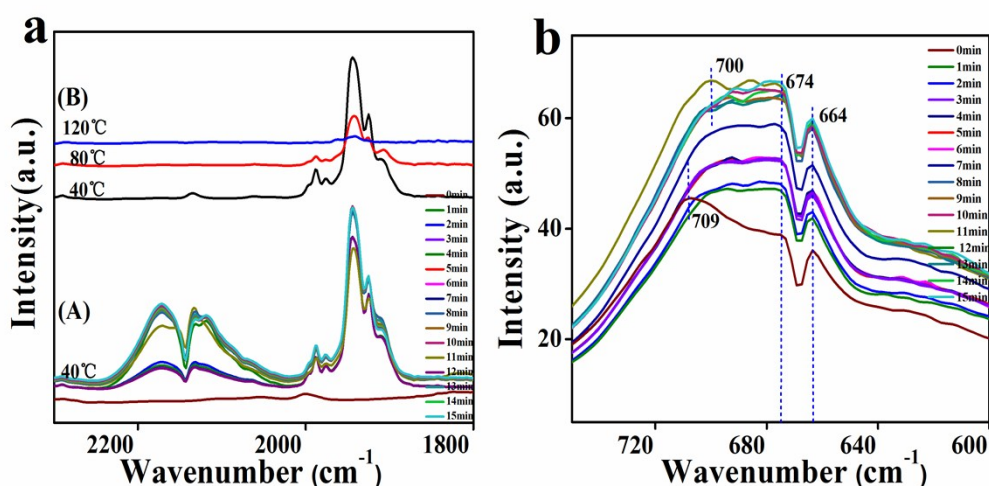 a
Intensity(a.u.)
(B)
120℃
80℃
40℃
(A)
40℃
0min
1min
2min
3min
4min
5min
6min
7min
8min
9min
10min
11min
12min
13min
14min
15min
2200
2000
1800
Wavenumber (cm⁻¹)
b
Intensity (a.u.)
60
40
20
700
674
664
709
0min
1min
2min
3min
4min
5min
6min
7min
8min
9min
10min
11min
12min
13min
14min
15min
720
680
640
600
Wavenumber (cm⁻¹)